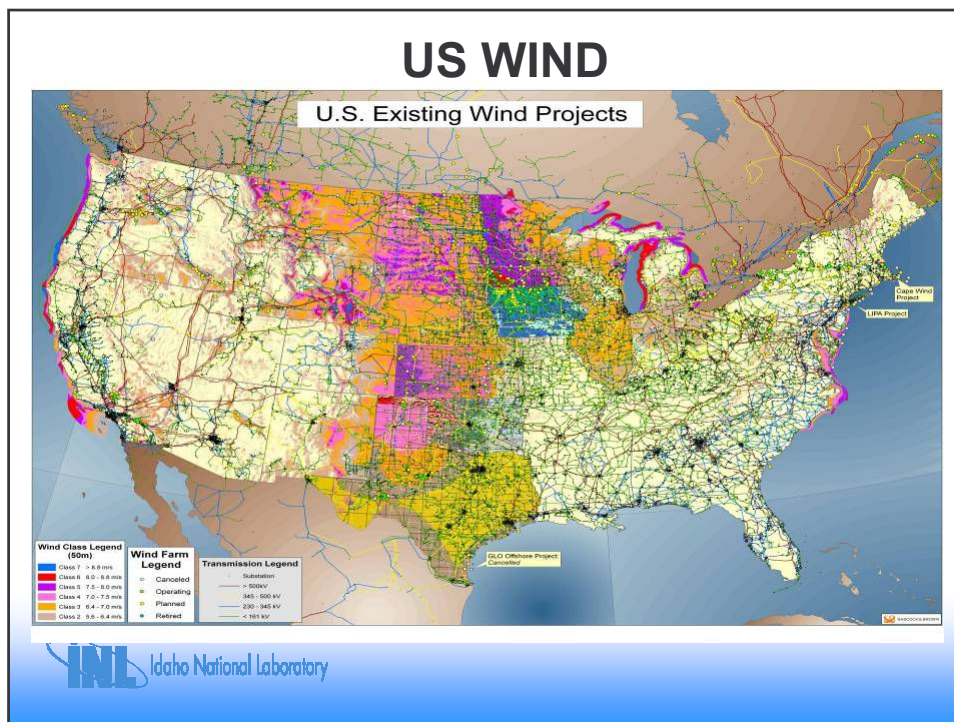 US WIND
U.S. Existing Wind Projects
Cape Wind
Project
LIPA Project
GLO Offshore Project:
Cancelled
Wind Class Legend
(50m)
Class 7 > 8.8 m/s
Class 6 8.0 - 8.8 m/s
Class 5 7.5 - 8.0 m/s
Class 4 7.0 - 7.5 m/s
Class 3 6.4 - 7.0 m/s
Class 2 5.6 - 6.4 m/s
Wind Farm
Legend
Canceled
Operating
Planned
Retired
Transmission Legend
Substation
> 500kV
345 - 500 kV
230 - 345 kV
< 161 kV
BABCOCK & BROWN
INL Idaho National Laboratory